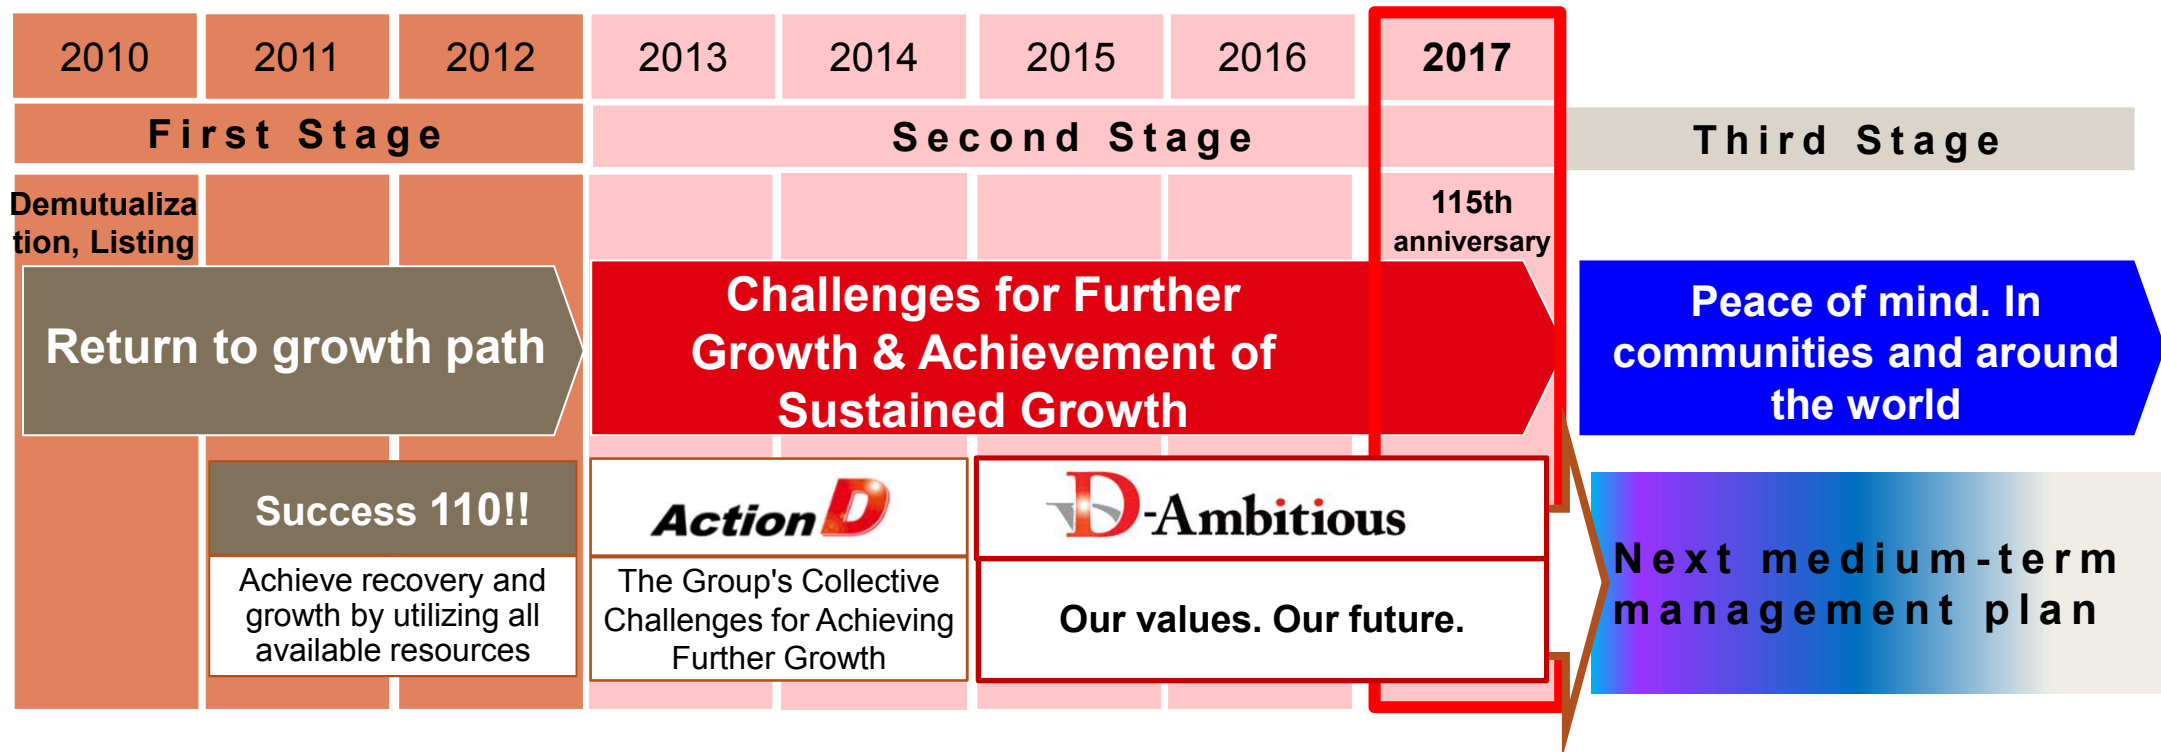 2010 2011 2012 2013 2014 2015 2016 2017
First Stage
Second Stage
Third Stage
Demutualiza
tion, Listing
115th
anniversary
Return to growth path
Challenges for Further
Growth & Achievement of
Sustained Growth
Peace of mind. In
communities and around
the world
Success 110!!
Action D
D-Ambitious
Achieve recovery and
growth by utilizing all
available resources
The Group's Collective
Challenges for Achieving
Further Growth
Our values. Our future.
Next medium-term
management plan